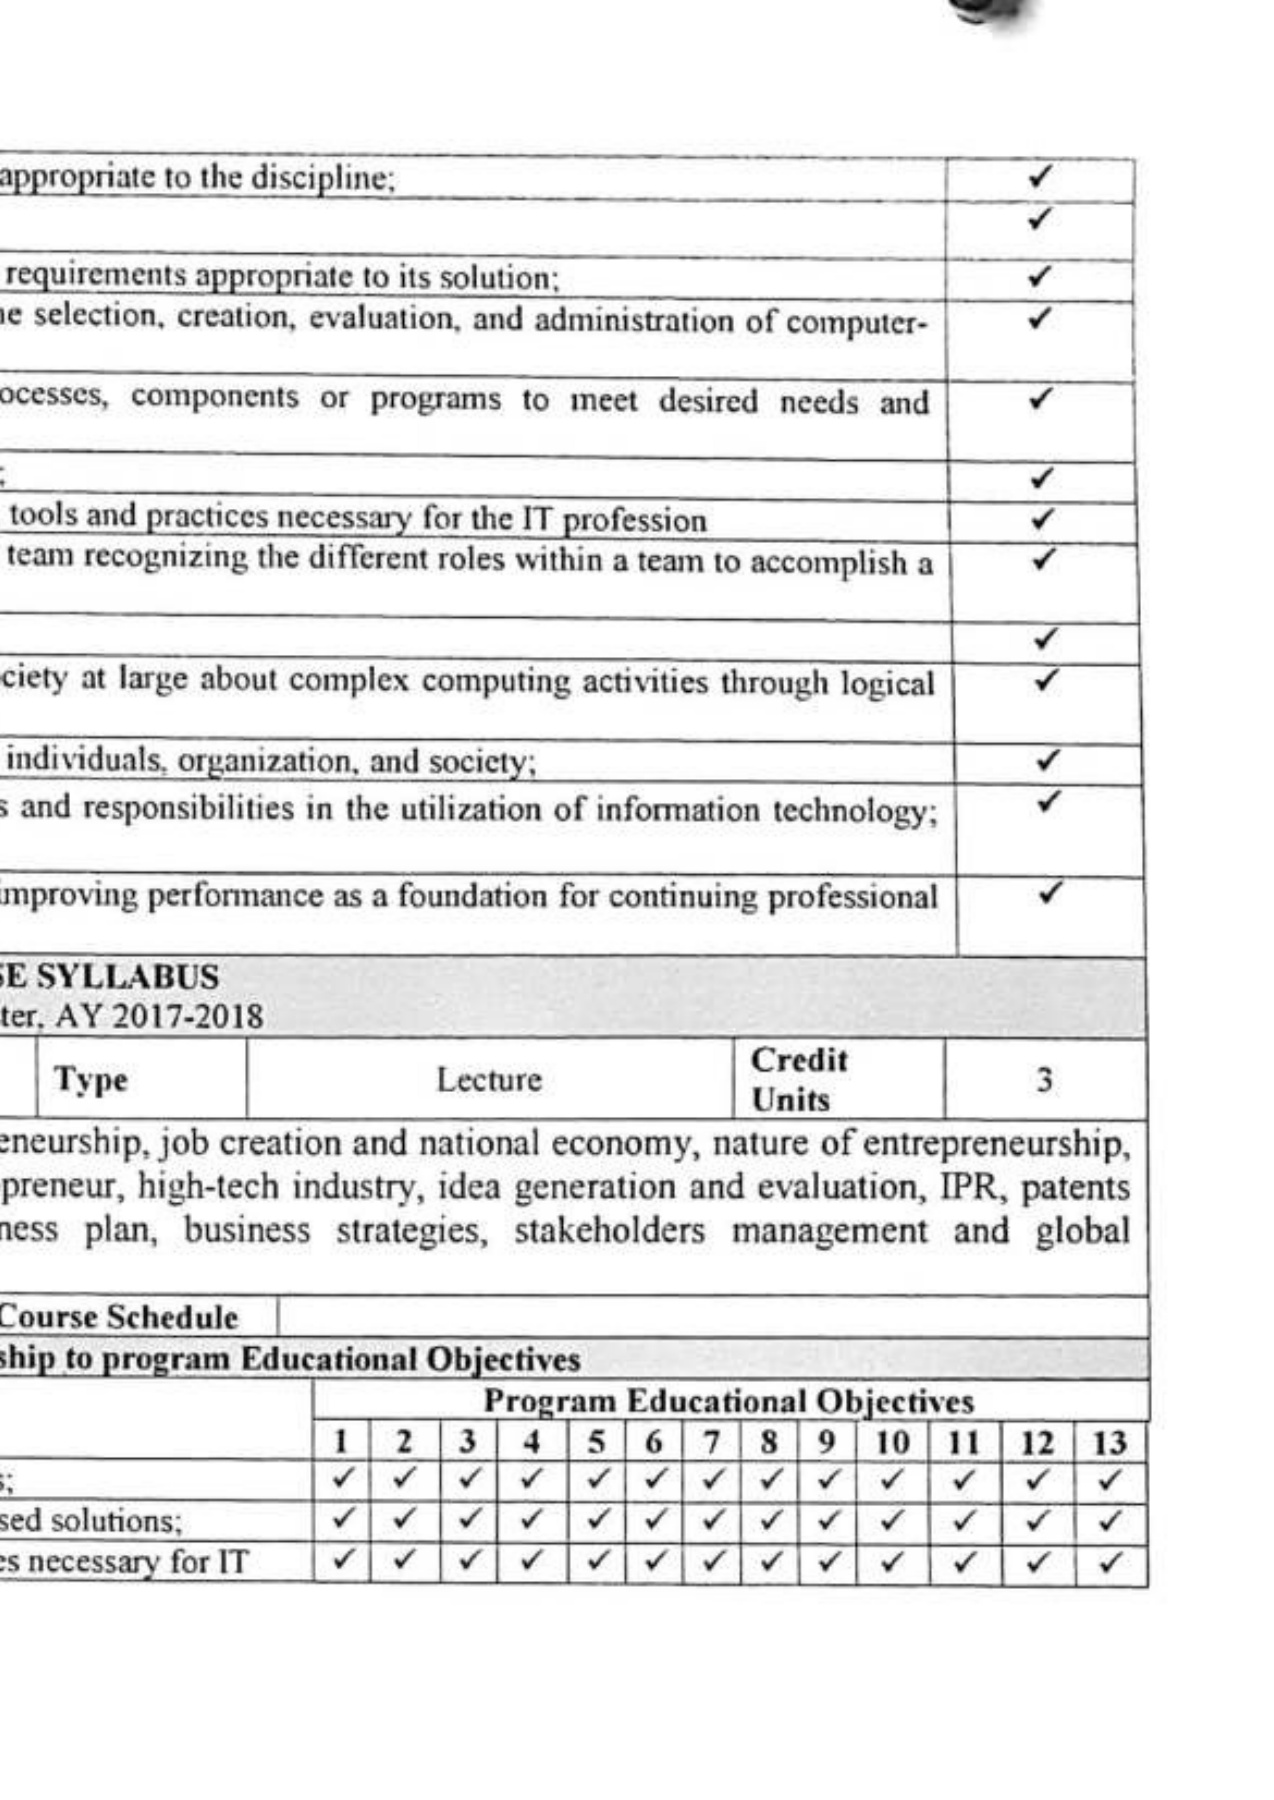 appropriate to the discipline; ✓
✓
requirements appropriate to its solution; ✓
selection, creation, evaluation, and administration of computer- ✓
components or programs to meet desired needs and ✓
; ✓
tools and practices necessary for the IT profession ✓
team recognizing the different roles within a team to accomplish a ✓
✓
at large about complex computing activities through logical ✓
individuals, organization, and society; ✓
and responsibilities in the utilization of information technology; ✓
improving performance as a foundation for continuing professional ✓
SE SYLLABUS
ter, AY 2017-2018
Type Lecture Credit Units 3
eneurship, job creation and national economy, nature of entrepreneurship,
preneur, high-tech industry, idea generation and evaluation, IPR, patents
ness plan, business strategies, stakeholders management and global
Course Schedule
ship to program Educational Objectives
Program Educational Objectives
1 2 3 4 5 6 7 8 9 10 11 12 13
s; ✓ ✓ ✓ ✓ ✓ ✓ ✓ ✓ ✓ ✓ ✓ ✓ ✓
sed solutions; ✓ ✓ ✓ ✓ ✓ ✓ ✓ ✓ ✓ ✓ ✓ ✓ ✓
es necessary for IT ✓ ✓ ✓ ✓ ✓ ✓ ✓ ✓ ✓ ✓ ✓ ✓ ✓